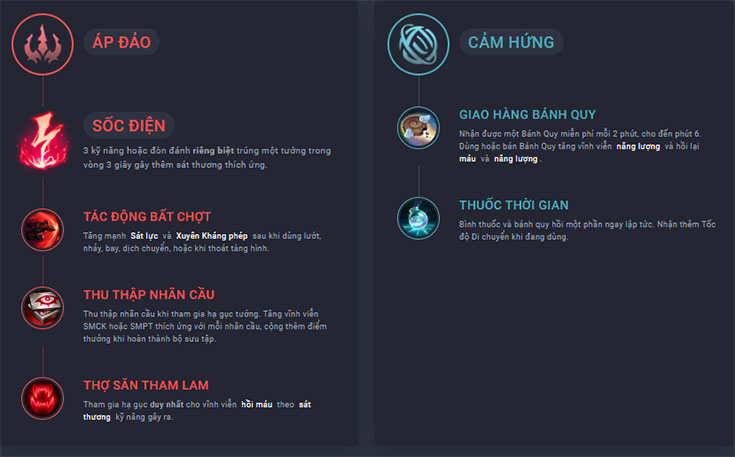 ÁP ĐẢO
SỐC ĐIỆN
3 kỹ năng hoặc đòn đánh riêng biệt trúng một tướng trong
vòng 3 giây gây thêm sát thương thích ứng.
TÁC ĐỘNG BẤT CHỢT
Tăng mạnh Sát lực và Xuyên Kháng phép sau khi dùng lướt,
nhảy, bay, dịch chuyển, hoặc khi thoát tàng hình.
THU THẬP NHÃN CẦU
Thu thập nhãn cầu khi tham gia hạ gục tướng. Tăng vĩnh viễn
SMCK hoặc SMPT thích ứng với mỗi nhãn cầu, cộng thêm điểm
thưởng khi hoàn thành bộ sưu tập.
THỢ SĂN THAM LAM
Tham gia hạ gục duy nhất cho vĩnh viễn hồi máu theo sát
thương kỹ năng gây ra.
CẢM HỨNG
GIAO HÀNG BÁNH QUY
Nhận được một Bánh Quy miễn phí mỗi 2 phút, cho đến phút 6.
Dùng hoặc bán Bánh Quy tăng vĩnh viễn năng lượng và hồi lại
máu và năng lượng .
THUỐC THỜI GIAN
Bình thuốc và bánh quy hồi một phần ngay lập tức. Nhận thêm Tốc
độ Di chuyển khi đang dùng.